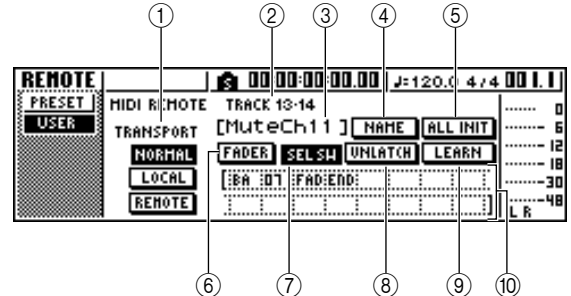 ① ② ③ ④ ⑤
REMOTE S 00:00:00:00.00 ♩=120.0 4/4 001.1
PRESET MIDI REMOTE TRACK 13-14 0
USER TRANSPORT [MuteCh11 ] NAME ALL INIT 6
NORMAL FADER SEL SW UNLATCH LEARN 12
18
LOCAL [BA 07 FAD END 30
REMOTE ] 48
L R
⑥ ⑦ ⑧ ⑨ ⑩